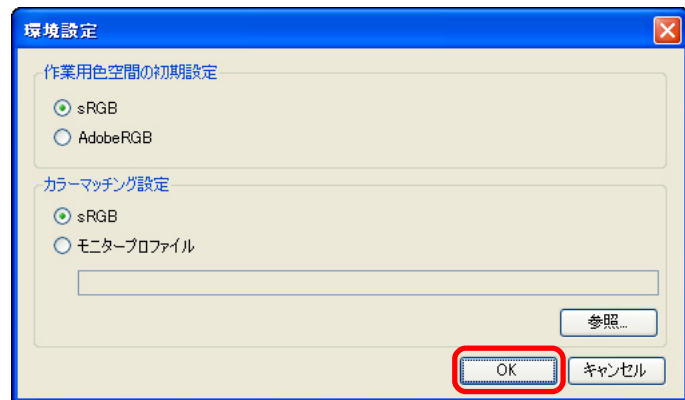 環境設定
作業用色空間の初期設定
sRGB
AdobeRGB
カラーマッチング設定
sRGB
モニタープロファイル
参照...
OK
キャンセル